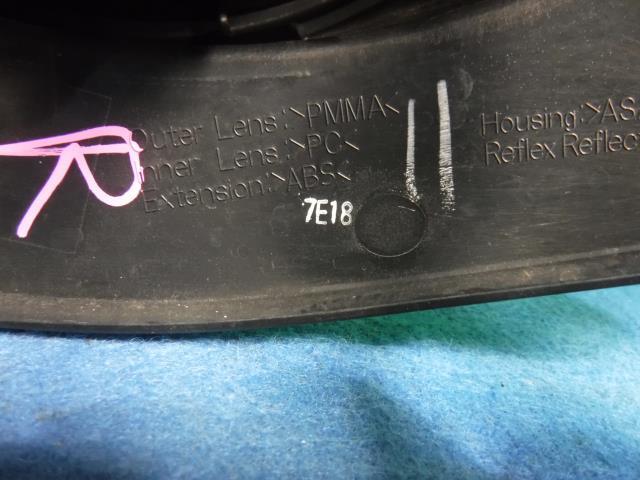 Outer Lens:>PMMA<
Inner Lens:>PC<
Extension:>ABS<
7E18
Housing:>AS
Reflex Reflec
R